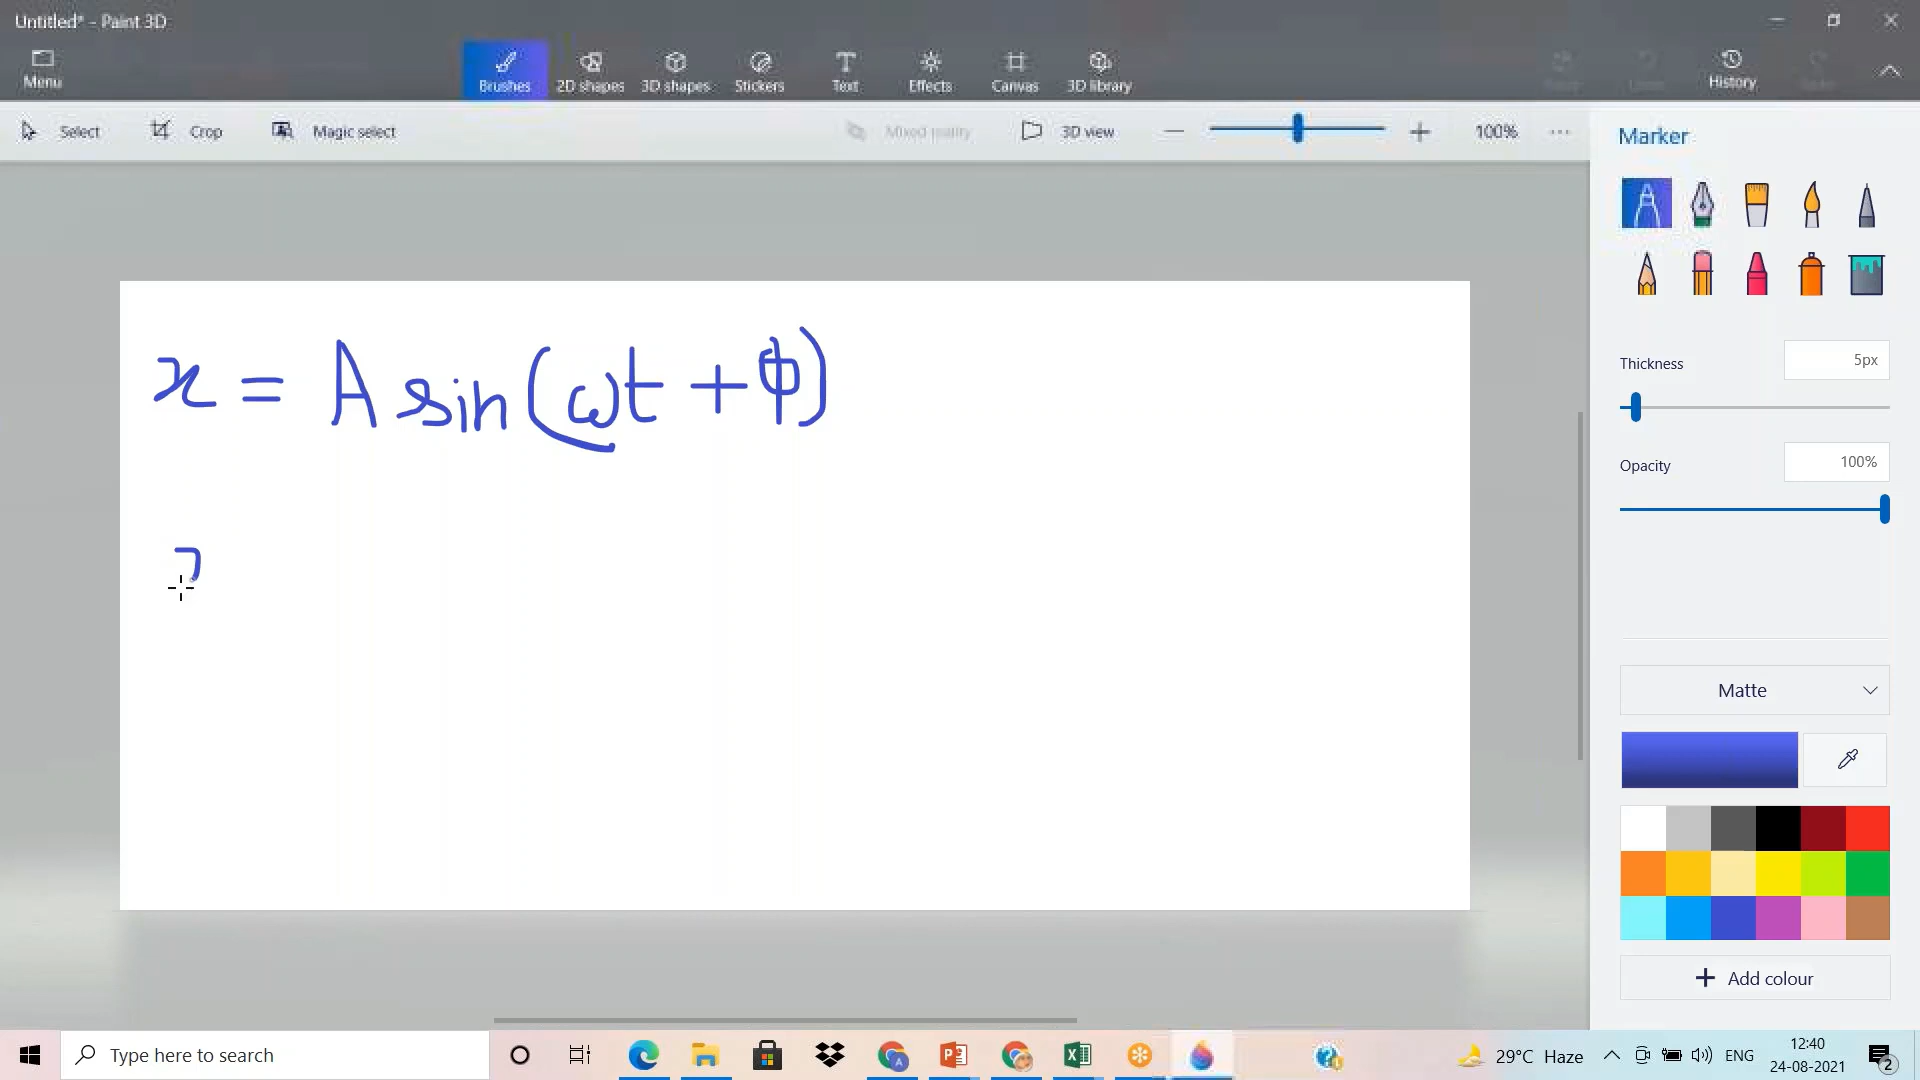 Untitled* - Paint 3D
Menu
Brushes
2D shapes
3D shapes
Stickers
Text
Effects
Canvas
3D library
History
Select
Crop
Magic select
Mixed reality
3D view
100%
Marker
Thickness
5px
Opacity
100%
Matte
Add colour
x = A sin(ωt + φ)
Type here to search
29°C Haze
ENG
12:40
24-08-2021
2